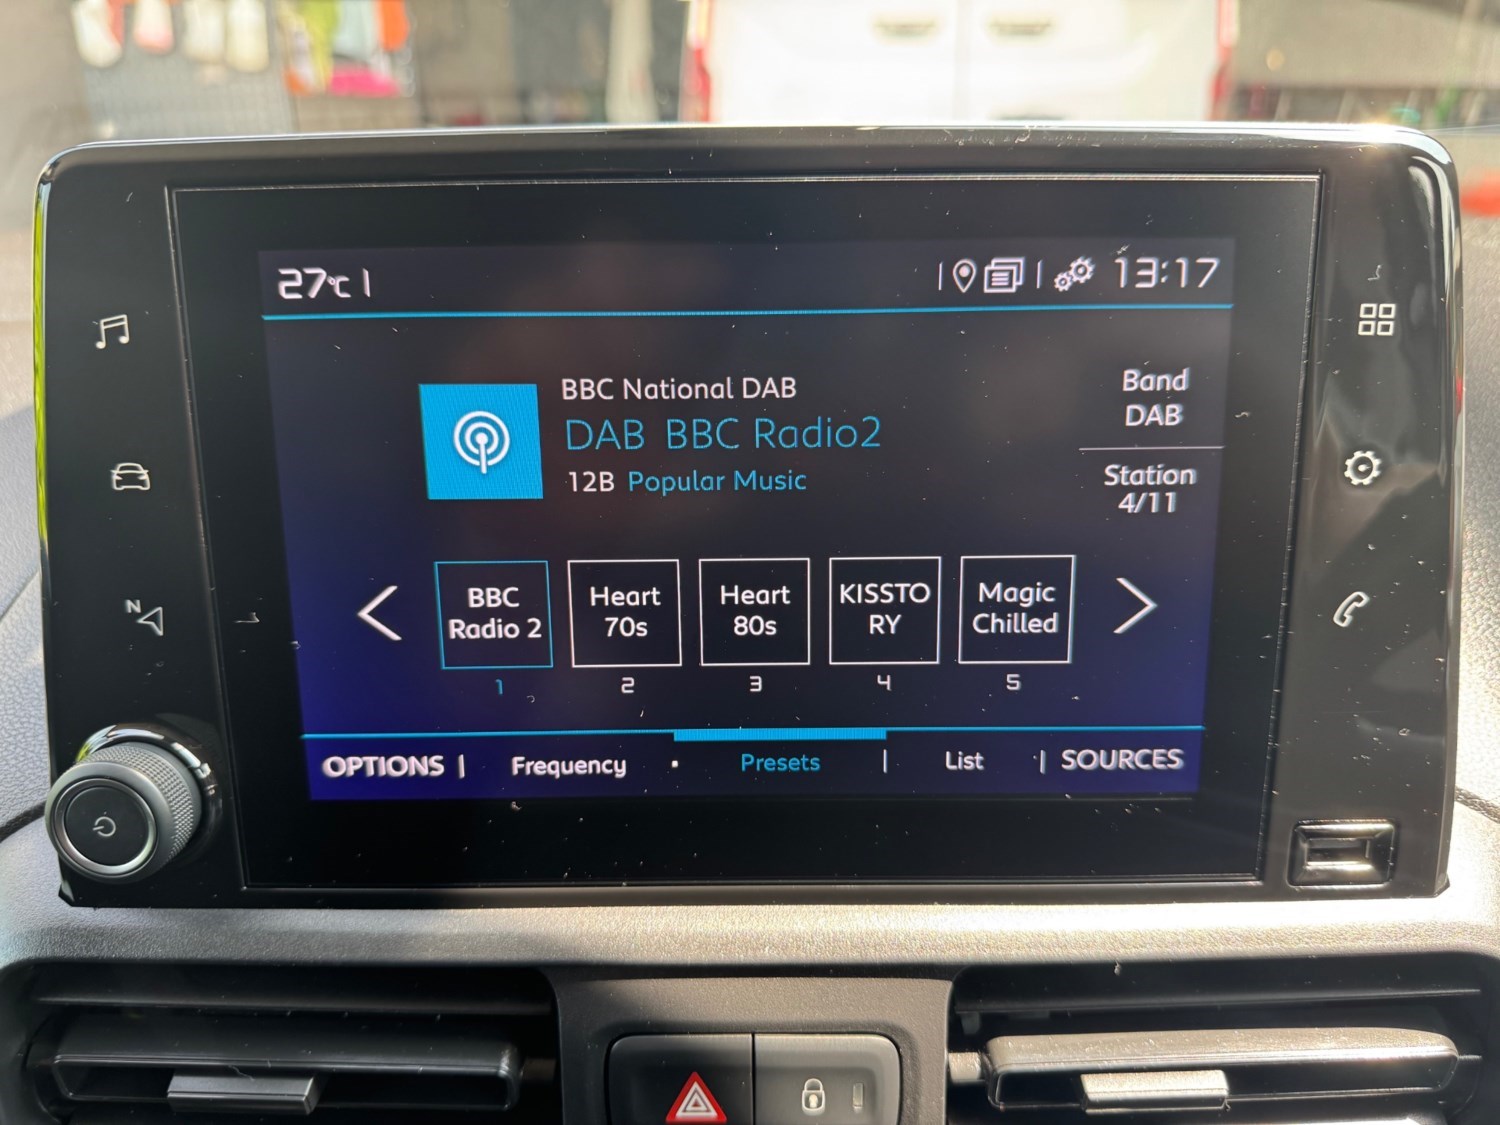 27°C
13:17
BBC National DAB
DAB BBC Radio2
12B Popular Music
Band
DAB
Station
4/11
BBC
Radio 2
Heart
70s
Heart
80s
KISSTO
RY
Magic
Chilled
1 2 3 4 5
OPTIONS | Frequency Presets | List | SOURCES
N